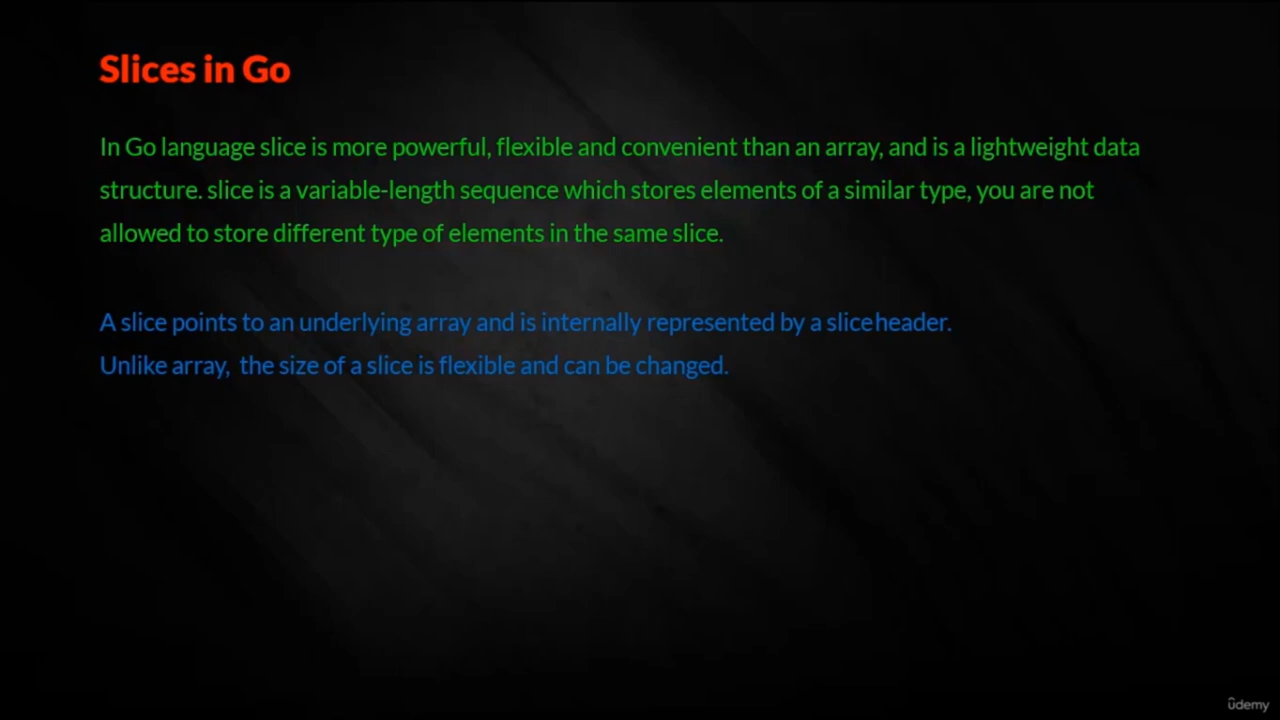 Slices in Go
In Go language slice is more powerful, flexible and convenient than an array, and is a lightweight data
structure. slice is a variable-length sequence which stores elements of a similar type, you are not
allowed to store different type of elements in the same slice.
A slice points to an underlying array and is internally represented by a slice header.
Unlike array,  the size of a slice is flexible and can be changed.
ûdemy